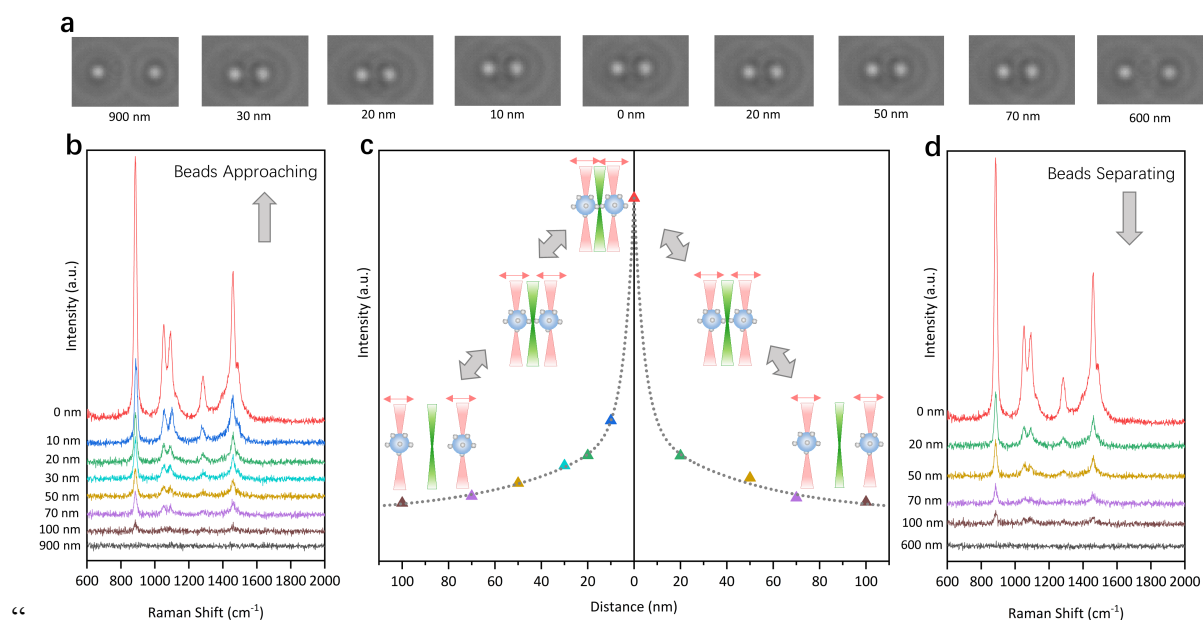 a
900 nm 30 nm 20 nm 10 nm 0 nm 20 nm 50 nm 70 nm 600 nm
b
Beads Approaching
Intensity (a.u.)
0 nm
10 nm
20 nm
30 nm
50 nm
70 nm
100 nm
900 nm
600 800 1000 1200 1400 1600 1800 2000
Raman Shift (cm-1)
c
Intensity (a.u.)
100 80 60 40 20 0 20 40 60 80 100
Distance (nm)
d
Beads Separating
Intensity (a.u.)
0 nm
20 nm
50 nm
70 nm
100 nm
600 nm
600 800 1000 1200 1400 1600 1800 2000
Raman Shift (cm-1)
“